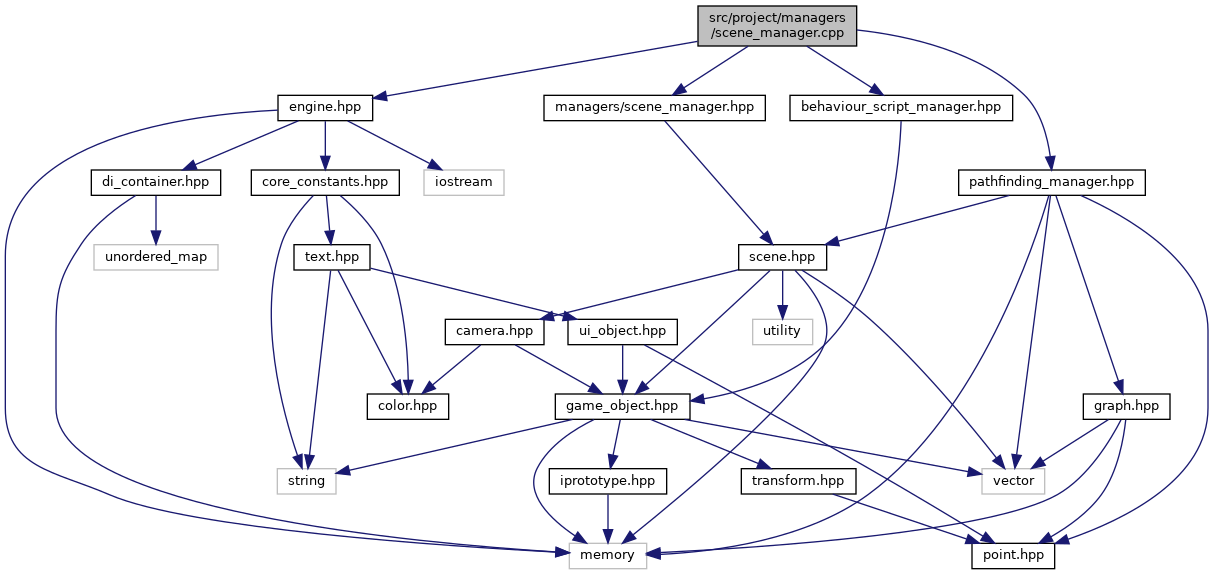 src/project/managers
/scene_manager.cpp
engine.hpp
managers/scene_manager.hpp
behaviour_script_manager.hpp
di_container.hpp
core_constants.hpp
iostream
pathfinding_manager.hpp
unordered_map
text.hpp
scene.hpp
camera.hpp
ui_object.hpp
utility
color.hpp
game_object.hpp
graph.hpp
string
iprototype.hpp
transform.hpp
vector
memory
point.hpp